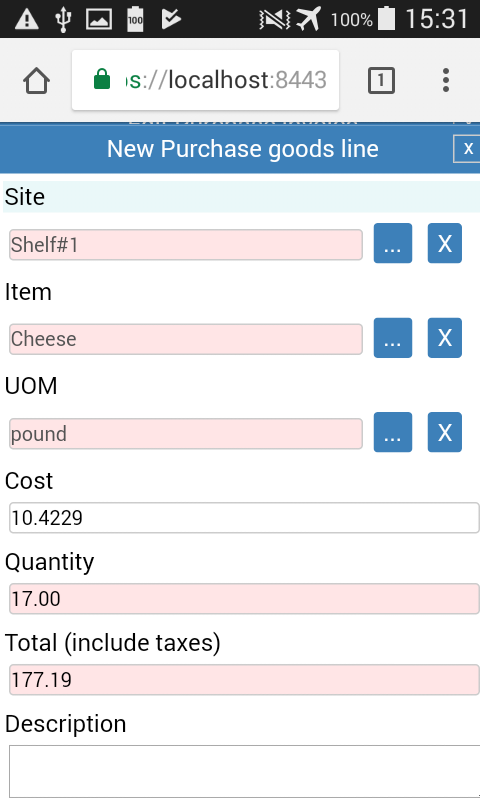 100% 15:31
s://localhost:8443 1
New Purchase goods line x
Site
Shelf#1 ... X
Item
Cheese ... X
UOM
pound ... X
Cost
10.4229
Quantity
17.00
Total (include taxes)
177.19
Description